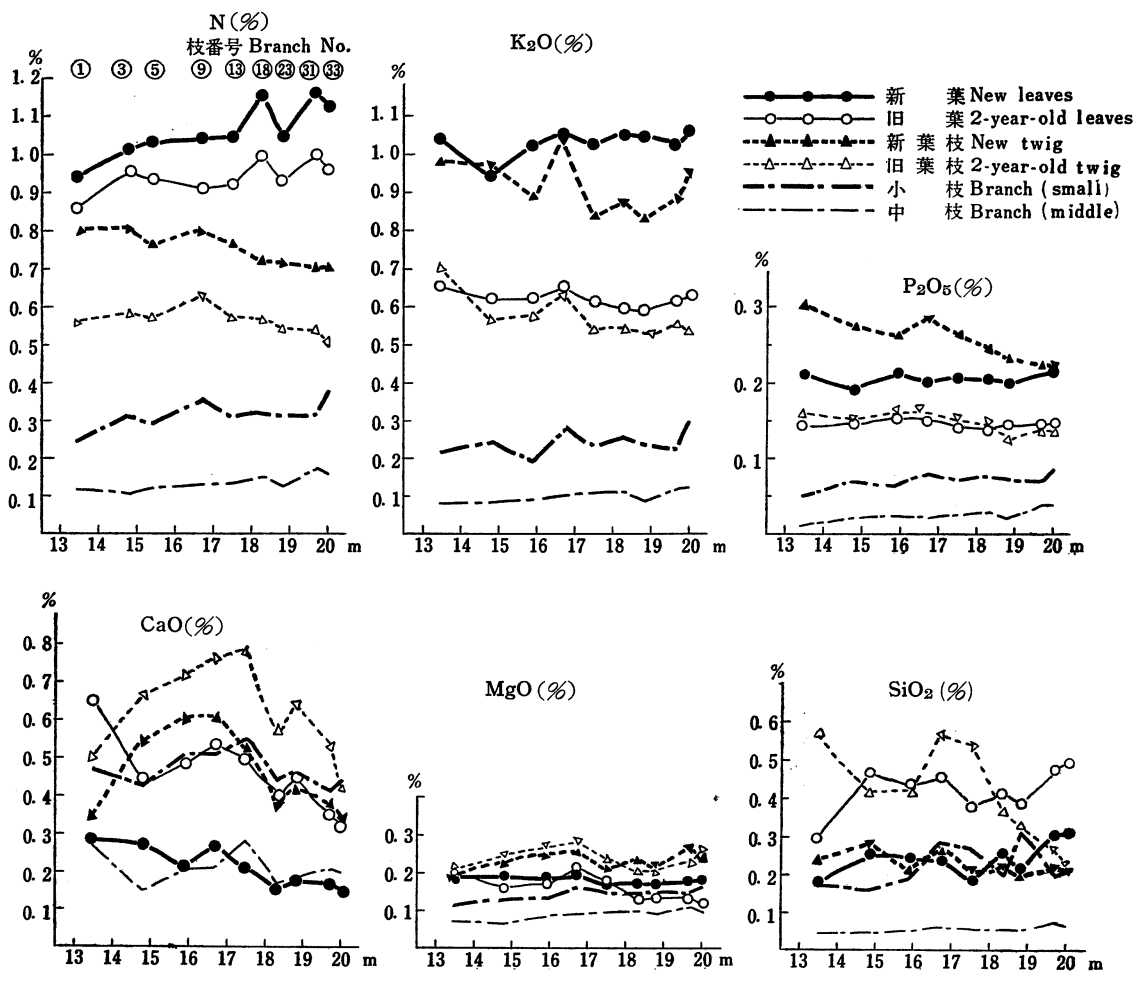 N (%)
枝番号 Branch No.
% ① ③ ⑤ ⑨ ⑬ ⑱ ㉓ ㉛ ㉝
1.2
1.1
1.0
0.9
0.8
0.7
0.6
0.5
0.4
0.3
0.2
0.1
13 14 15 16 17 18 19 20 m
K₂O (%)
%
1.1
1.0
0.9
0.8
0.7
0.6
0.5
0.4
0.3
0.2
0.1
13 14 15 16 17 18 19 20 m
新 葉 New leaves
旧 葉 2-year-old leaves
新 葉 枝 New twig
旧 葉 枝 2-year-old twig
小 枝 Branch (small)
中 枝 Branch (middle)
P₂O₅ (%)
%
0.3
0.2
0.1
13 14 15 16 17 18 19 20 m
CaO (%)
%
0.8
0.7
0.6
0.5
0.4
0.3
0.2
0.1
13 14 15 16 17 18 19 20 m
MgO (%)
%
0.3
0.2
0.1
13 14 15 16 17 18 19 20 m
SiO₂ (%)
%
0.6
0.5
0.4
0.3
0.2
0.1
13 14 15 16 17 18 19 20 m